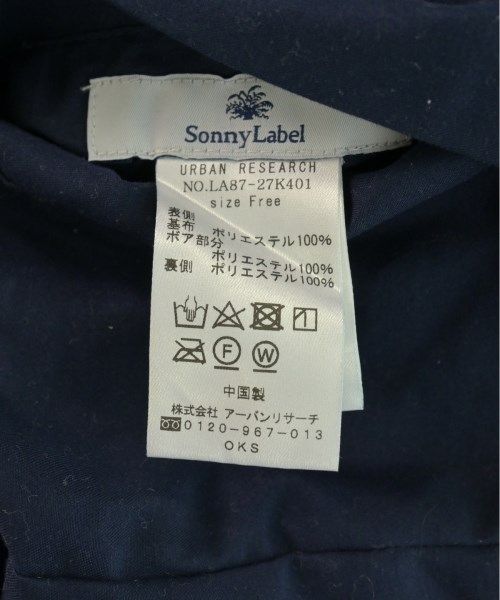 SonnyLabel
URBAN RESEARCH
NO.LA87-27K401
size Free
表側
基布 ポリエステル100%
ボア部分
ポリエステル100%
裏側 ポリエステル100%
F W
中国製
株式会社 アーバンリサーチ
0120-967-013
OKS